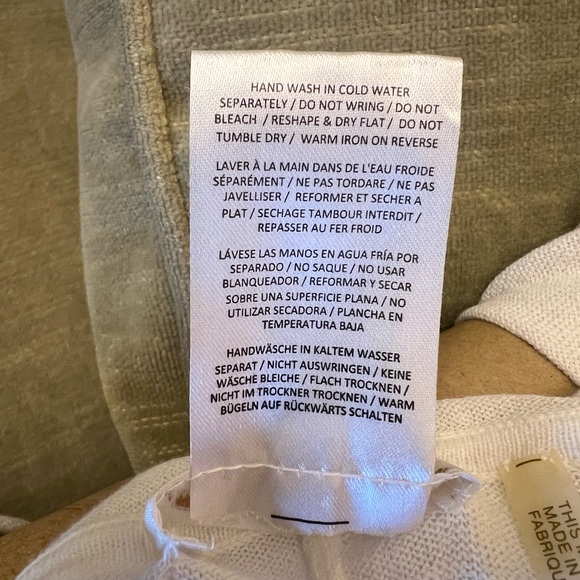 HAND WASH IN COLD WATER
SEPARATELY / DO NOT WRING / DO NOT
BLEACH / RESHAPE & DRY FLAT / DO NOT
TUMBLE DRY / WARM IRON ON REVERSE
LAVER À LA MAIN DANS DE L'EAU FROIDE
SÉPARÉMENT / NE PAS TORDARE / NE PAS
JAVELLISER / REFORMER ET SECHER A
PLAT / SECHAGE TAMBOUR INTERDIT /
REPASSER AU FER FROID
LÁVESE LAS MANOS EN AGUA FRÍA POR
SEPARADO / NO SAQUE / NO USAR
BLANQUEADOR / REFORMAR Y SECAR
SOBRE UNA SUPERFICIE PLANA / NO
UTILIZAR SECADORA / PLANCHA EN
TEMPERATURA BAJA
HANDWÄSCHE IN KALTEM WASSER
SEPARAT / NICHT AUSWRINGEN / KEINE
WÄSCHE BLEICHE / FLACH TROCKNEN /
NICHT IM TROCKNER TROCKNEN / WARM
BÜGELN AUF RÜCKWÄRTS SCHALTEN
THIS
MADE IN
FABRIQU